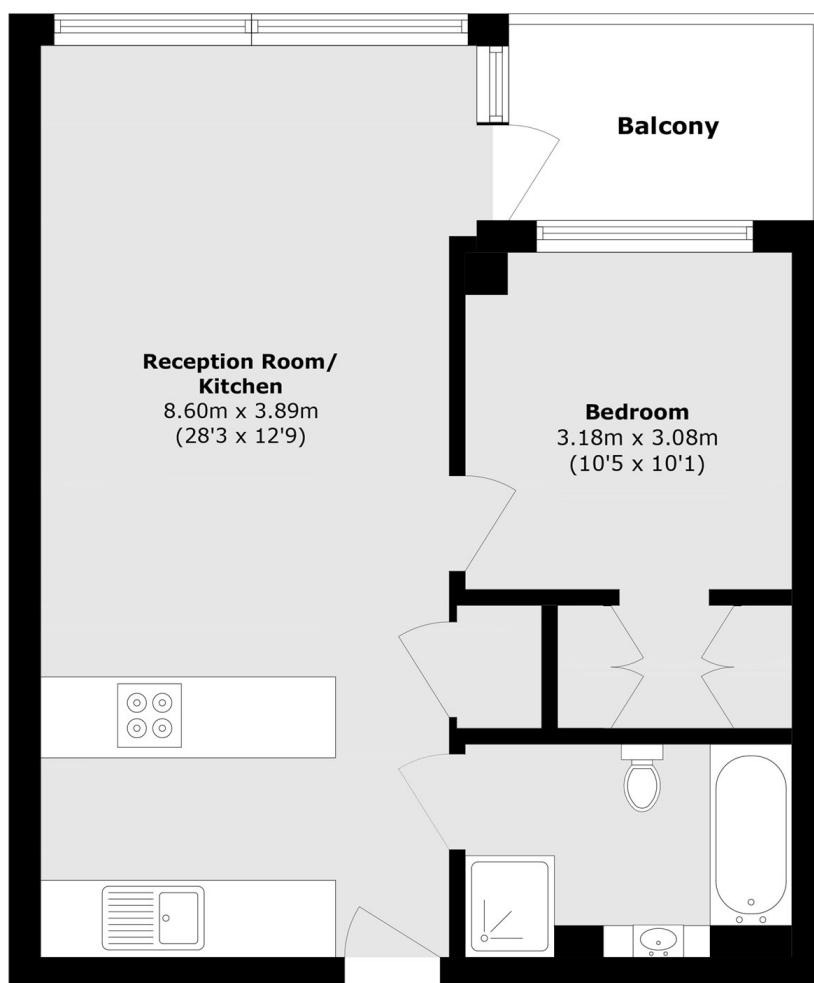 Balcony
Reception Room/
Kitchen
8.60m x 3.89m
(28'3 x 12'9)
Bedroom
3.18m x 3.08m
(10'5 x 10'1)